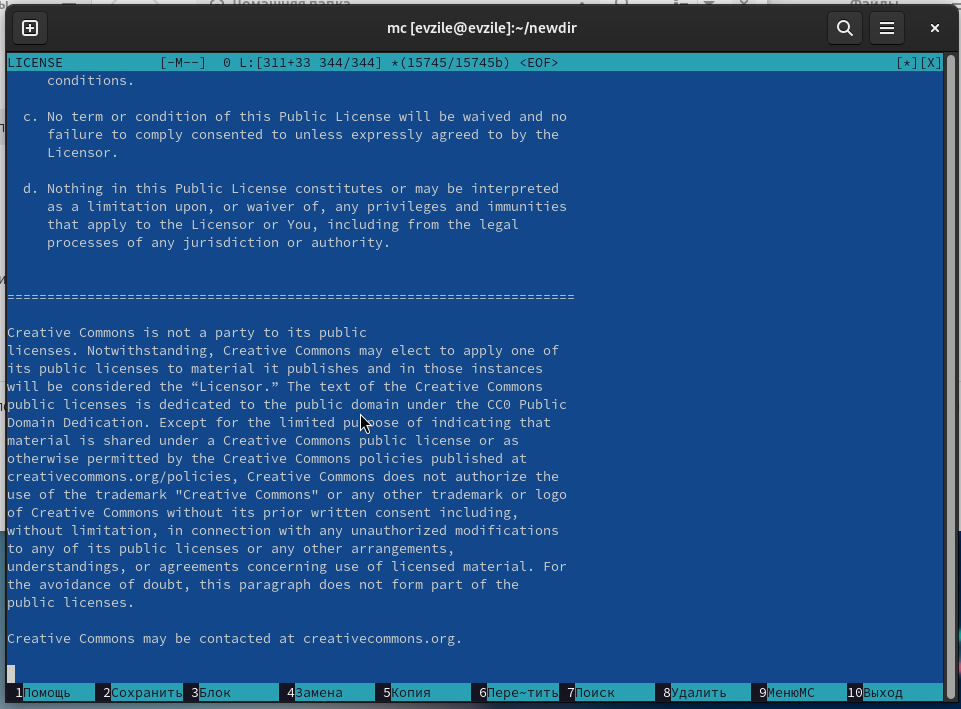 Домашняя папка
Файлы
mc [evzile@evzile]:~/newdir
LICENSE [-M--] 0 L:[311+33 344/344] *(15745/15745b) <EOF> [*][X]
conditions.
c. No term or condition of this Public License will be waived and no
failure to comply consented to unless expressly agreed to by the
Licensor.
d. Nothing in this Public License constitutes or may be interpreted
as a limitation upon, or waiver of, any privileges and immunities
that apply to the Licensor or You, including from the legal
processes of any jurisdiction or authority.
=======================================================================
Creative Commons is not a party to its public
licenses. Notwithstanding, Creative Commons may elect to apply one of
its public licenses to material it publishes and in those instances
will be considered the “Licensor.” The text of the Creative Commons
public licenses is dedicated to the public domain under the CC0 Public
Domain Dedication. Except for the limited purpose of indicating that
material is shared under a Creative Commons public license or as
otherwise permitted by the Creative Commons policies published at
creativecommons.org/policies, Creative Commons does not authorize the
use of the trademark "Creative Commons" or any other trademark or logo
of Creative Commons without its prior written consent including,
without limitation, in connection with any unauthorized modifications
to any of its public licenses or any other arrangements,
understandings, or agreements concerning use of licensed material. For
the avoidance of doubt, this paragraph does not form part of the
public licenses.
Creative Commons may be contacted at creativecommons.org.
1Помощь 2Сохранить 3Блок 4Замена 5Копия 6Пере~тить 7Поиск 8Удалить 9МенюMC 10Выход